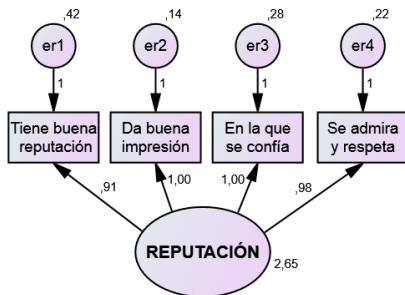 ,42
,14
,28
,22
er1
er2
er3
er4
1
1
1
1
Tiene buena
reputación
Da buena
impresión
En la que
se confía
Se admira
y respeta
,91
1,00
1,00
,98
REPUTACIÓN
2,65